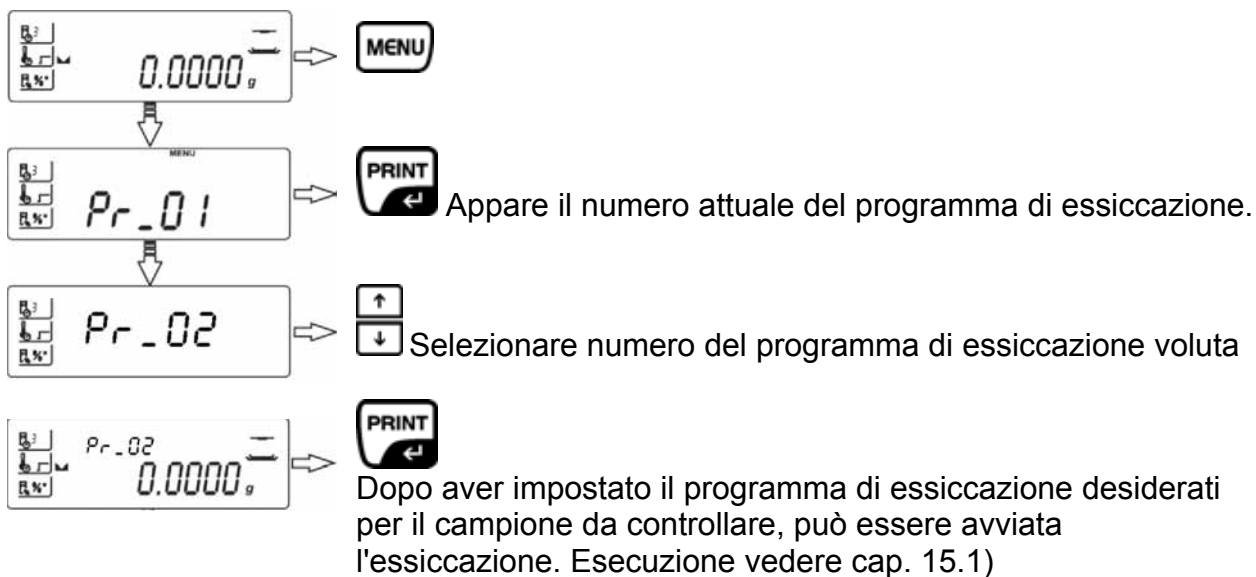 0.0000 g
MENU
MENU
Pr_01
PRINT
Appare il numero attuale del programma di essiccazione.
Pr_02
Selezionare numero del programma di essiccazione voluta
Pr_02
0.0000 g
PRINT
Dopo aver impostato il programma di essiccazione desiderati
per il campione da controllare, può essere avviata
l'essiccazione. Esecuzione vedere cap. 15.1)